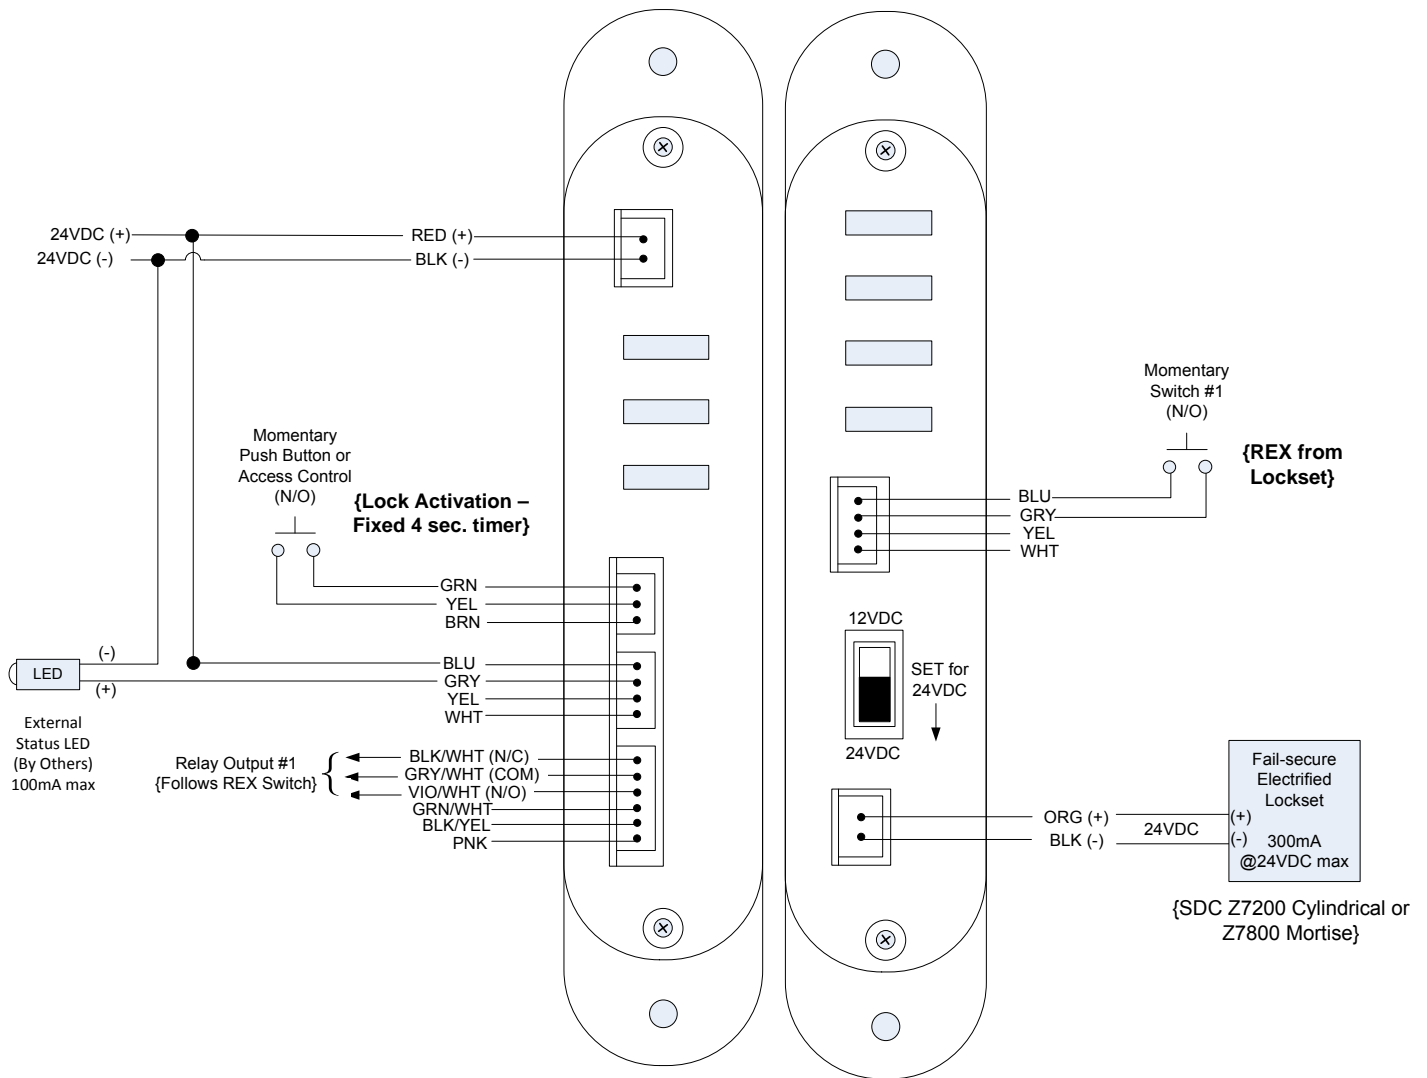 24VDC (+)
24VDC (-)
RED (+)
BLK (-)
Momentary
Push Button or
Access Control
(N/O)
{Lock Activation –
Fixed 4 sec. timer}
GRN
YEL
BRN
(-)
LED
(+)
BLU
GRY
YEL
WHT
External
Status LED
(By Others)
100mA max
Relay Output #1
{Follows REX Switch}
BLK/WHT (N/C)
GRY/WHT (COM)
VIO/WHT (N/O)
GRN/WHT
BLK/YEL
PNK
Momentary
Switch #1
(N/O)
{REX from
Lockset}
BLU
GRY
YEL
WHT
12VDC
SET for
24VDC
24VDC
ORG (+)
BLK (-)
24VDC
Fail-secure
Electrified
Lockset
(+)
(-)
300mA
@24VDC max
{SDC Z7200 Cylindrical or
Z7800 Mortise}